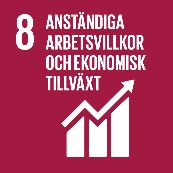 8 ANSTÄNDIGA
ARBETSVILLKOR
OCH EKONOMISK
TILLVÄXT